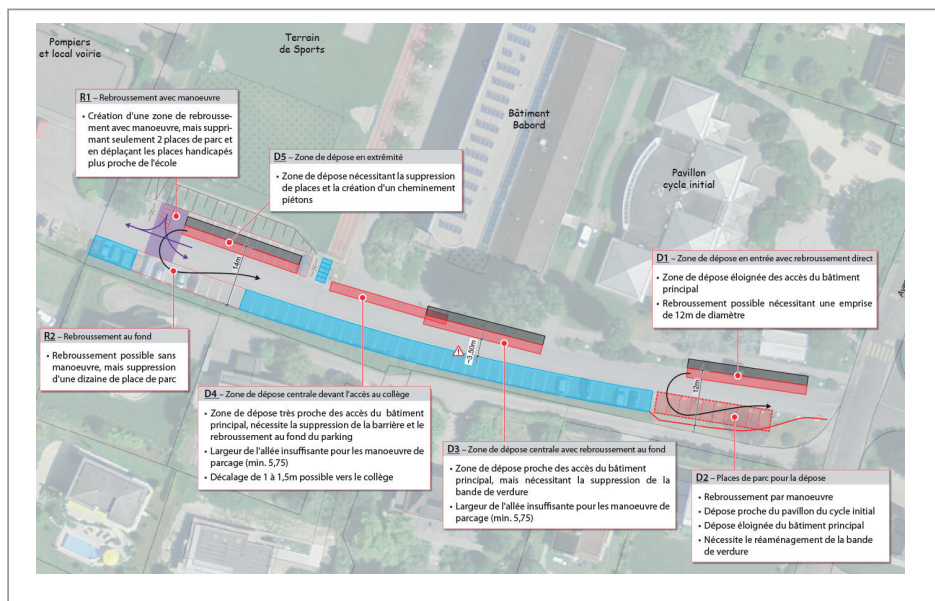 Pompiers
et local voirie
Terrain
de Sports
R1 – Rebroussement avec manoeuvre
• Création d'une zone de rebrousse-
ment avec manoeuvre, mais suppri-
mant seulement 2 places de parc et
en déplaçant les places handicapés
plus proche de l'école
Bâtiment
Babord
D5 – Zone de dépose en extrêmité
• Zone de dépose nécessitant la suppression
de places et la création d'un cheminement
piétons
Pavillon
cycle initial
D1 – Zone de dépose en entrée avec rebroussement direct
• Zone de dépose éloignée des accès du bâtiment
principal
• Rebroussement possible nécessitant une emprise
de 12m de diamètre
Ave
14m
R2 – Rebroussement au fond
• Rebroussement possible sans
manoeuvre, mais suppression
d'une dizaine de place de parc
~3.50m
12m
D4 – Zone de dépose centrale devant l'accès au collège
• Zone de dépose très proche des accès du bâtiment
principal, nécessite la suppression de la barrière et le
rebroussement au fond du parking
• Largeur de l'allée insuffisante pour les manoeuvre de
parcage (min. 5,75)
• Décalage de 1 à 1,5m possible vers le collège
D3 – Zone de dépose centrale avec rebroussement au fond
• Zone de dépose proche des accès du bâtiment
principal, mais nécessitant la suppression de la
bande de verdure
• Largeur de l'allée insuffisante pour les manoeuvre de
parcage (min. 5,75)
D2 – Places de parc pour la dépose
• Rebroussement par manoeuvre
• Dépose proche du pavillon du cycle initial
• Dépose éloignée du bâtiment principal
• Nécessite le réaménagement de la bande
de verdure